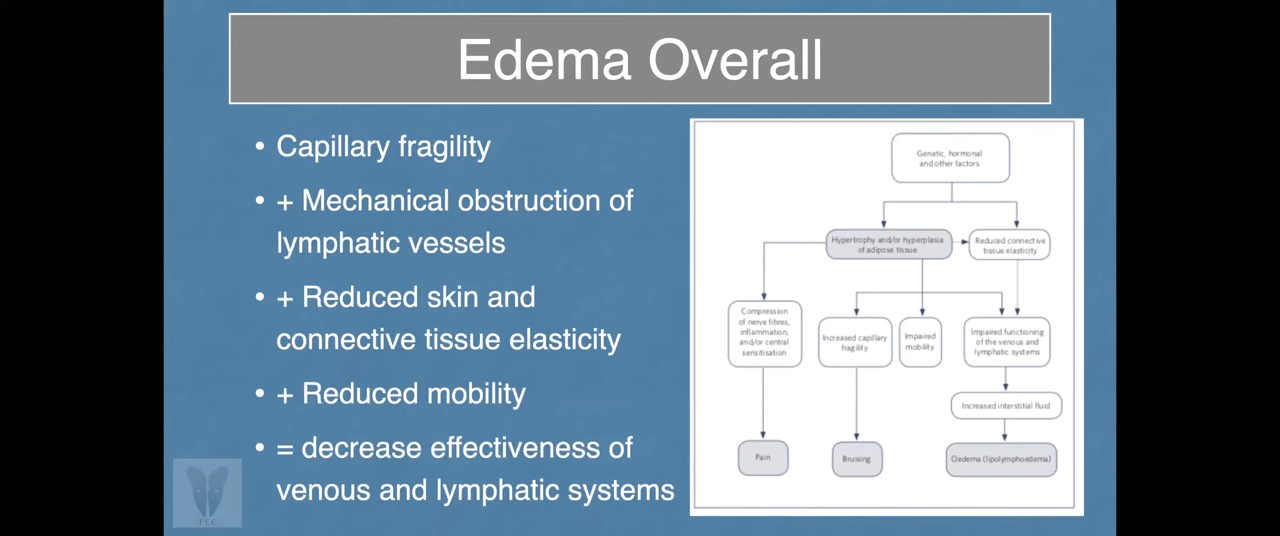 Edema Overall
• Capillary fragility
• + Mechanical obstruction of
lymphatic vessels
• + Reduced skin and
connective tissue elasticity
• + Reduced mobility
• = decrease effectiveness of
venous and lymphatic systems
Genetic, hormonal
and other factors
Hypertrophy and/or hyperplasia
of adipose tissue
Reduced connective
tissue elasticity
Compression
of nerve fibres,
inflammation,
and/or central
sensitisation
Increased capillary
fragility
Impaired
mobility
Impaired functioning
of the venous and
lymphatic systems
Increased interstitial fluid
Pain
Bruising
Oedema (lipolymphoedema)
TLC